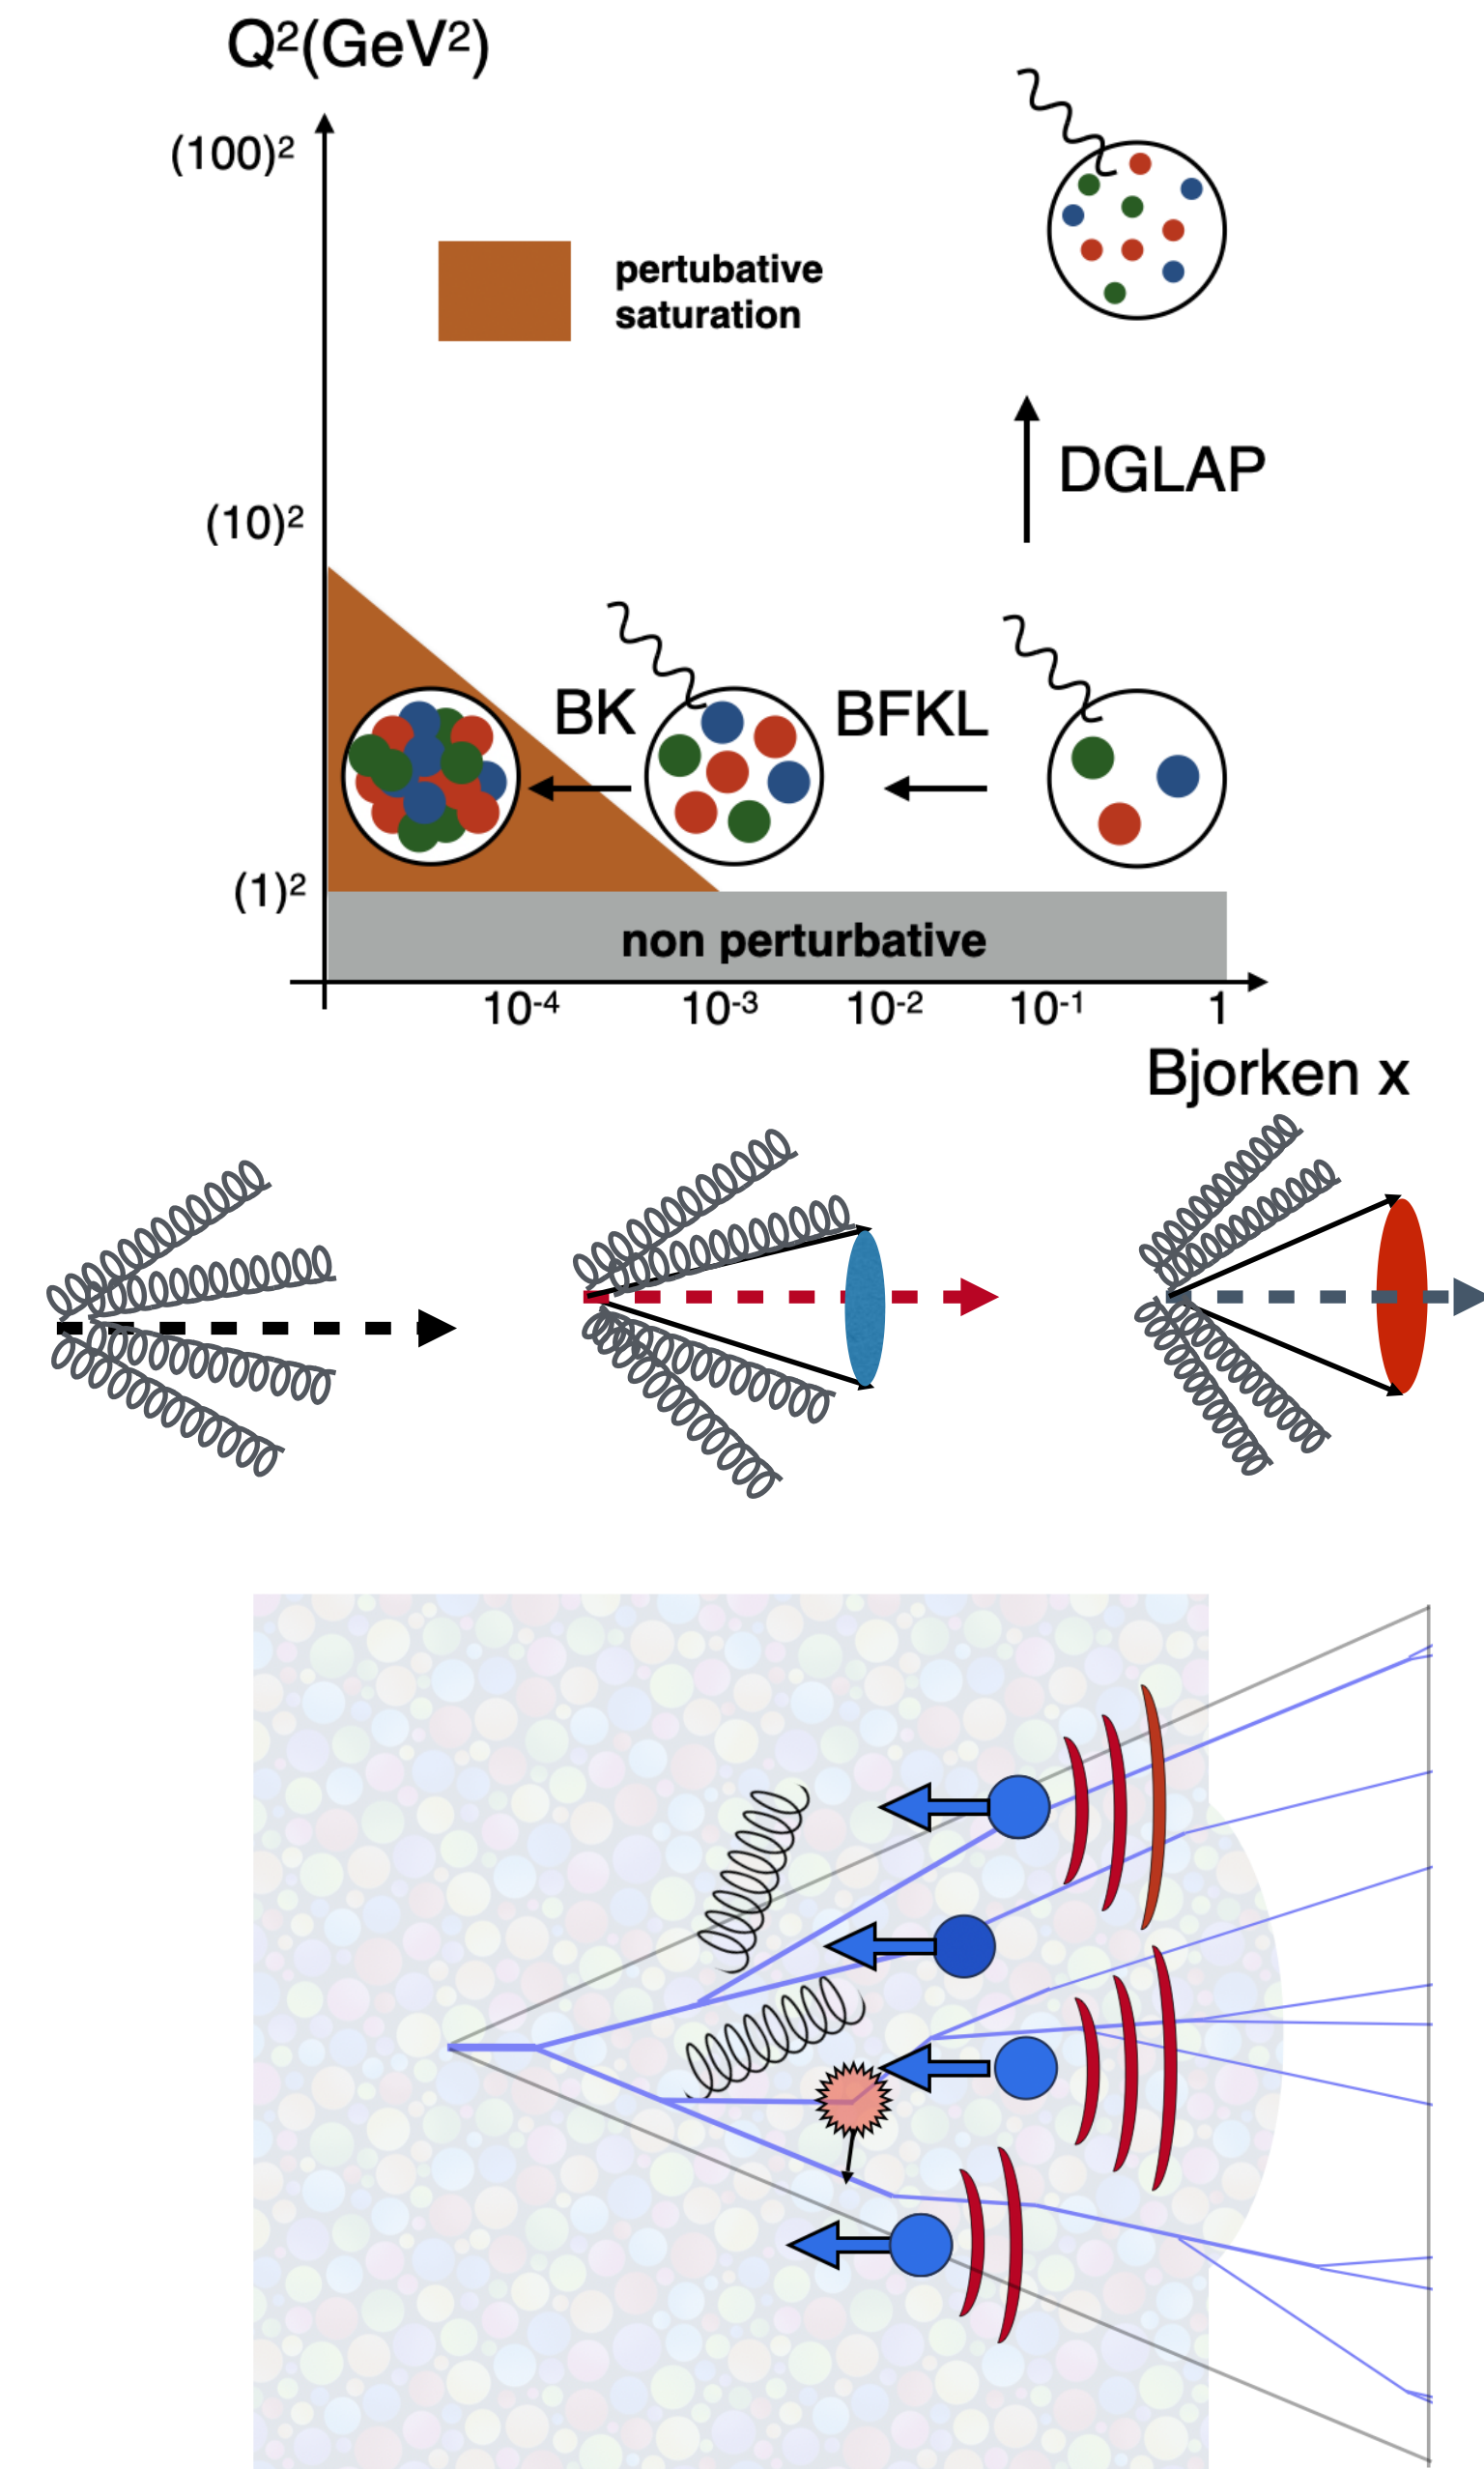 Q²(GeV²)
(100)²
pertubative
saturation
DGLAP
(10)²
BK
BFKL
(1)²
non perturbative
10⁻⁴ 10⁻³ 10⁻² 10⁻¹ 1
Bjorken x